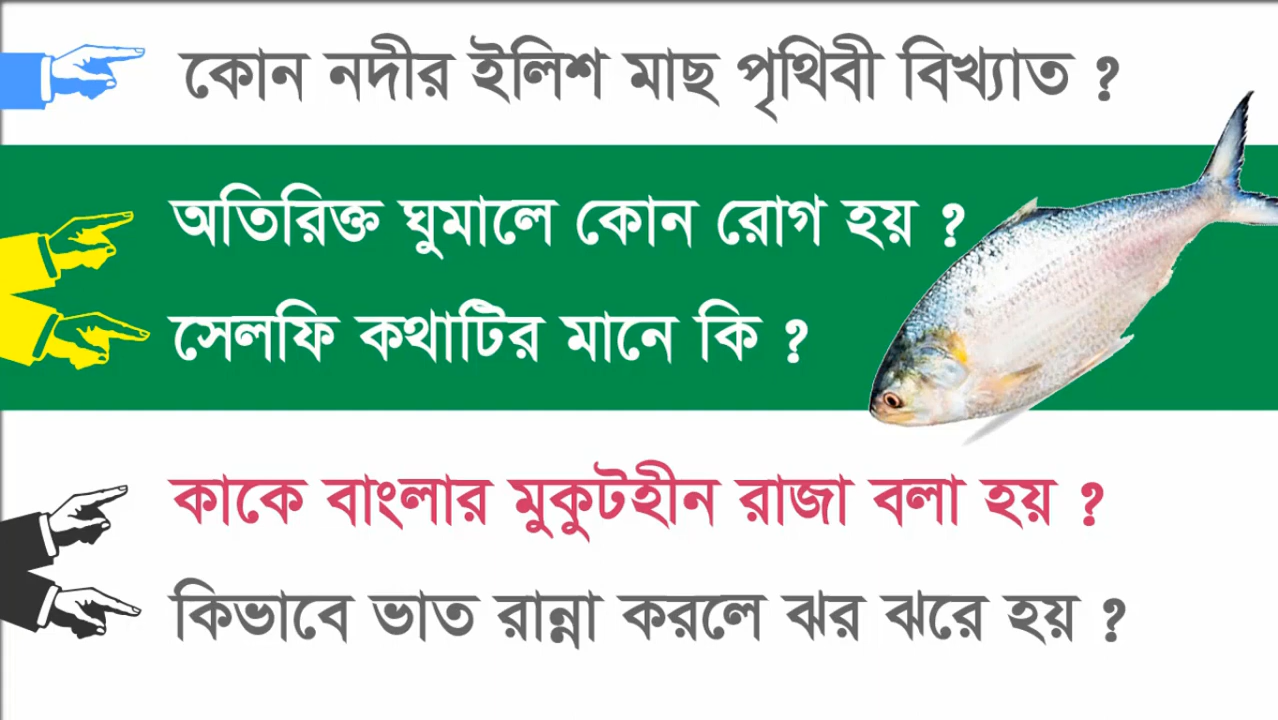 কোন নদীর ইলিশ মাছ পৃথিবী বিখ্যাত ?
অতিরিক্ত ঘুমালে কোন রোগ হয় ?
সেলফি কথাটির মানে কি ?
কাকে বাংলার মুকুটহীন রাজা বলা হয় ?
কিভাবে ভাত রান্না করলে ঝর ঝরে হয় ?